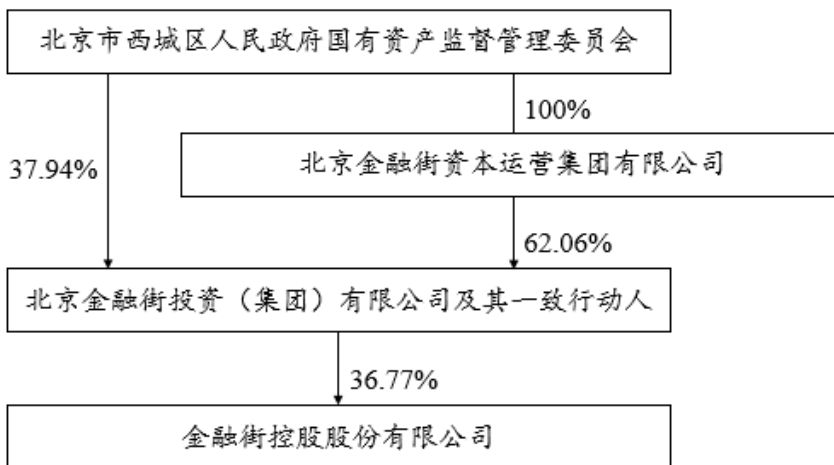 北京市西城区人民政府国有资产监督管理委员会
100%
37.94%
北京金融街资本运营集团有限公司
62.06%
北京金融街投资（集团）有限公司及其一致行动人
36.77%
金融街控股股份有限公司